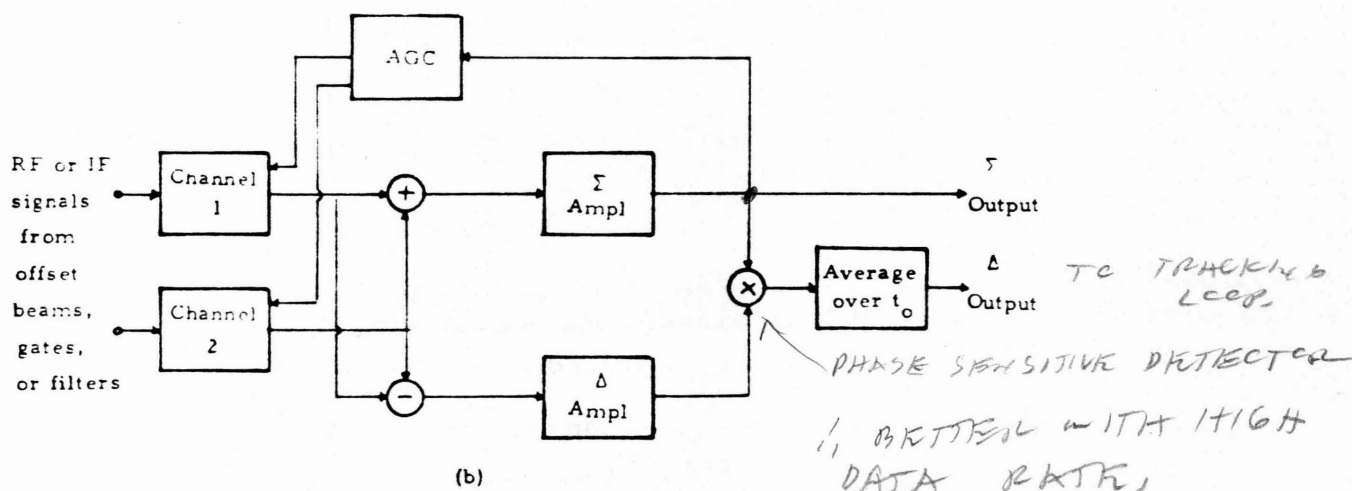 AGC
RF or IF
signals
from
offset
beams,
gates,
or filters
Channel
1
Channel
2
+
−
Σ
Ampl
Δ
Ampl
×
Average
over t₀
Σ
Output
Δ
Output
TO TRACKING
LOOP.
PHASE SENSITIVE DETECTOR
BETTER WITH HIGH
DATA RATE,
(b)